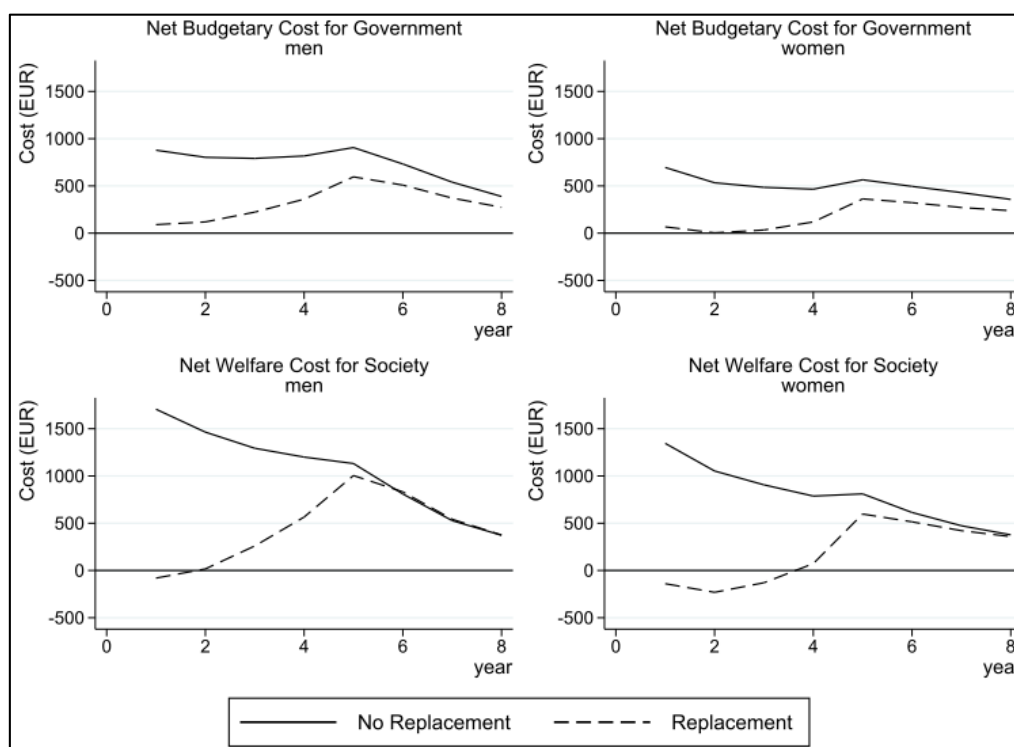 Net Budgetary Cost for Government
men
Cost (EUR)
1500
1000
500
0
-500
0 2 4 6 8
year
Net Budgetary Cost for Government
women
Cost (EUR)
1500
1000
500
0
-500
0 2 4 6 8
year
Net Welfare Cost for Society
men
Cost (EUR)
1500
1000
500
0
-500
0 2 4 6 8
year
Net Welfare Cost for Society
women
Cost (EUR)
1500
1000
500
0
-500
0 2 4 6 8
year
No Replacement Replacement